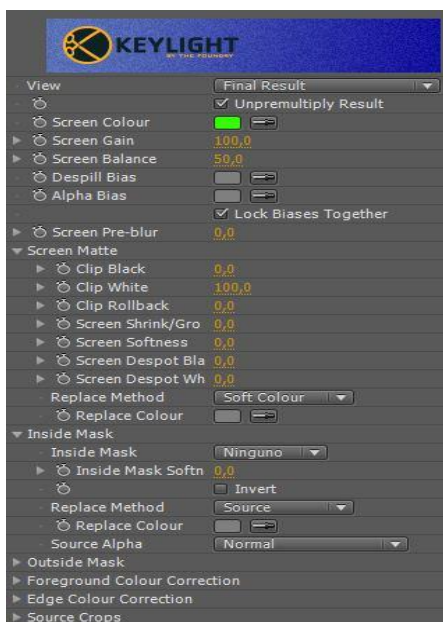 KEYLIGHT
BY THE FOUNDRY
View Final Result
Unpremultiply Result
Screen Colour
Screen Gain 100,0
Screen Balance 50,0
Despill Bias
Alpha Bias
Lock Biases Together
Screen Pre-blur 0,0
Screen Matte
Clip Black 0,0
Clip White 100,0
Clip Rollback 0,0
Screen Shrink/Gro 0,0
Screen Softness 0,0
Screen Despot Bla 0,0
Screen Despot Wh 0,0
Replace Method Soft Colour
Replace Colour
Inside Mask
Inside Mask Ninguno
Inside Mask Softn 0,0
Invert
Replace Method Source
Replace Colour
Source Alpha Normal
Outside Mask
Foreground Colour Correction
Edge Colour Correction
Source Crops